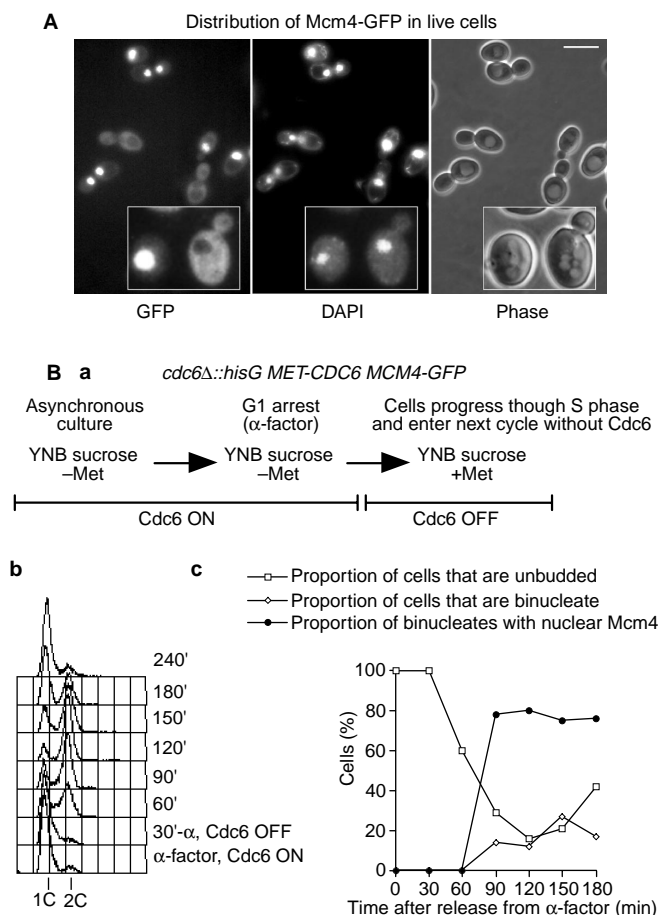 A Distribution of Mcm4-GFP in live cells
GFP DAPI Phase
B a cdc6Δ::hisG MET-CDC6 MCM4-GFP
Asynchronous
culture
YNB sucrose
–Met
G1 arrest
(α-factor)
YNB sucrose
–Met
Cells progress though S phase
and enter next cycle without Cdc6
YNB sucrose
+Met
Cdc6 ON Cdc6 OFF
b
240'
180'
150'
120'
90'
60'
30'-α, Cdc6 OFF
α-factor, Cdc6 ON
1C 2C
c
Proportion of cells that are unbudded
Proportion of cells that are binucleate
Proportion of binucleates with nuclear Mcm4
Cells (%)
100
80
60
40
20
0
0 30 60 90 120 150 180
Time after release from α-factor (min)